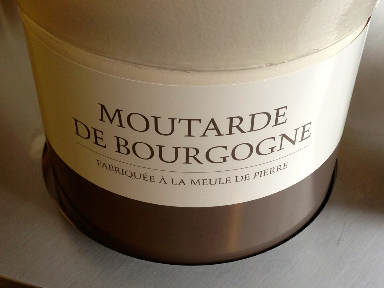 MOUTARDE
DE BOURGOGNE
FABRIQUÉE À LA MEULE DE PIERRE